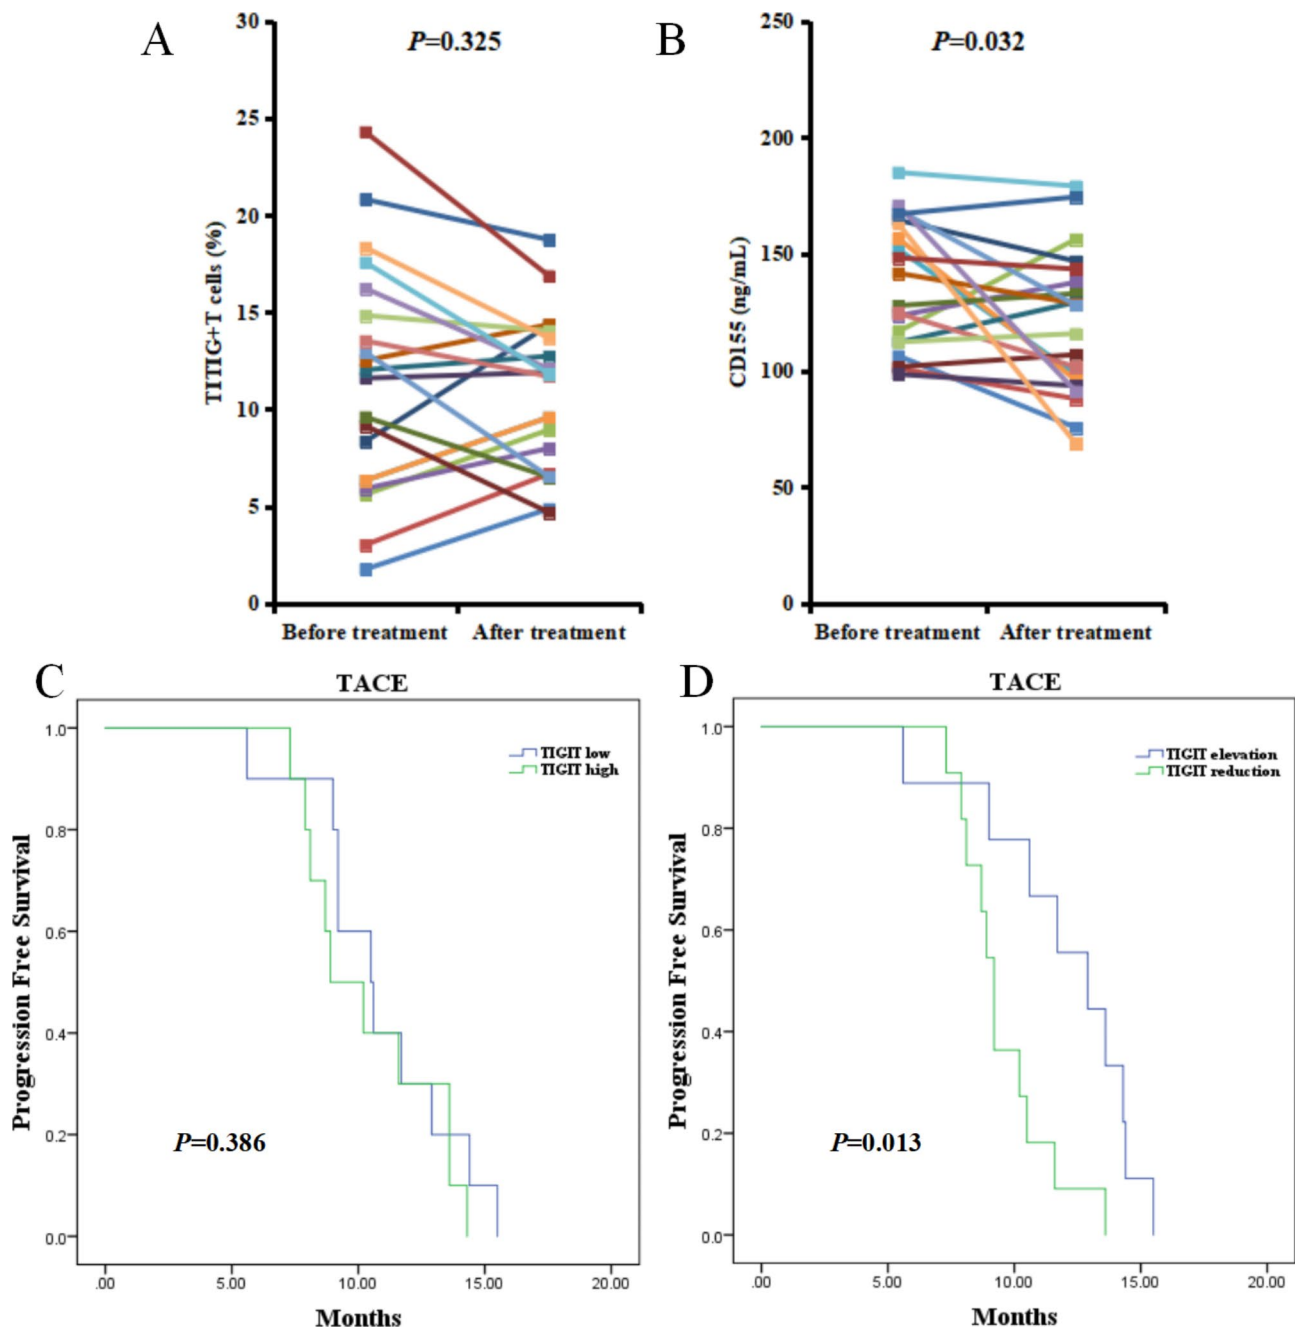 A
P=0.325
30
25
20
15
10
5
0
TITIG+T cells (%)
Before treatment After treatment
B
P=0.032
250
200
150
100
50
0
CD155 (ng/mL)
Before treatment After treatment
C
TACE
TIGIT low
TIGIT high
1.0
0.8
0.6
0.4
0.2
0.0
Progression Free Survival
P=0.386
.00 5.00 10.00 15.00 20.00
Months
D
TACE
TIGIT elevation
TIGIT reduction
1.0
0.8
0.6
0.4
0.2
0.0
Progression Free Survival
P=0.013
.00 5.00 10.00 15.00 20.00
Months